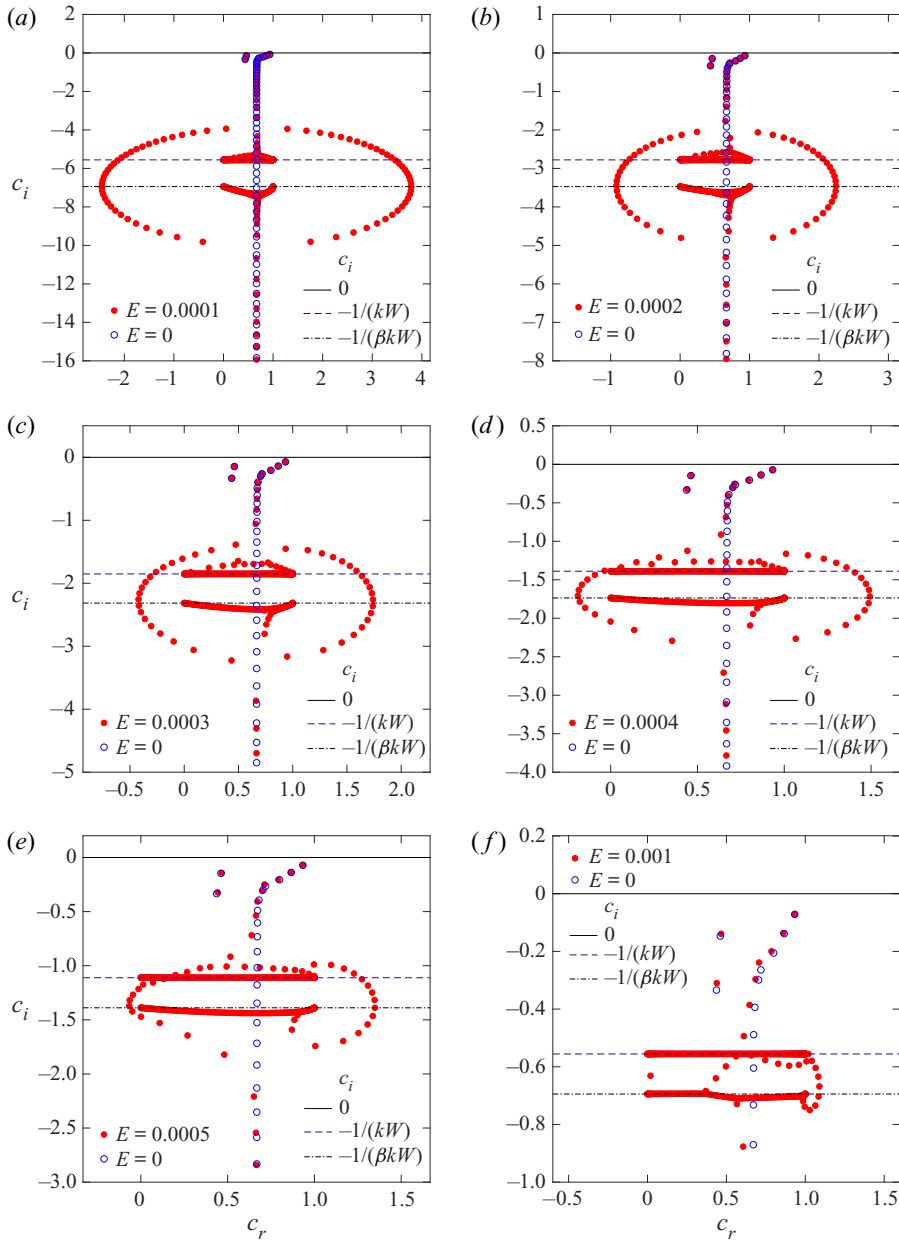 (a)
0
−2
−4
−6
−8
−10
−12
−14
−16
c_i
−2 −1 0 1 2 3 4
E = 0.0001
E = 0
c_i
0
−1/(kW)
−1/(βkW)
(b)
1
0
−1
−2
−3
−4
−5
−6
−7
−8
−1 0 1 2 3
E = 0.0002
E = 0
c_i
0
−1/(kW)
−1/(βkW)
(c)
0
−1
−2
−3
−4
−5
c_i
−0.5 0 0.5 1.0 1.5 2.0
E = 0.0003
E = 0
c_i
0
−1/(kW)
−1/(βkW)
(d)
0.5
0
−0.5
−1.0
−1.5
−2.0
−2.5
−3.0
−3.5
−4.0
0 0.5 1.0 1.5
E = 0.0004
E = 0
c_i
0
−1/(kW)
−1/(βkW)
(e)
0
−0.5
−1.0
−1.5
−2.0
−2.5
−3.0
c_i
0 0.5 1.0 1.5
c_r
E = 0.0005
E = 0
c_i
0
−1/(kW)
−1/(βkW)
(f)
0.2
0
−0.2
−0.4
−0.6
−0.8
−1.0
−0.5 0 0.5 1.0 1.5
c_r
E = 0.001
E = 0
c_i
0
−1/(kW)
−1/(βkW)